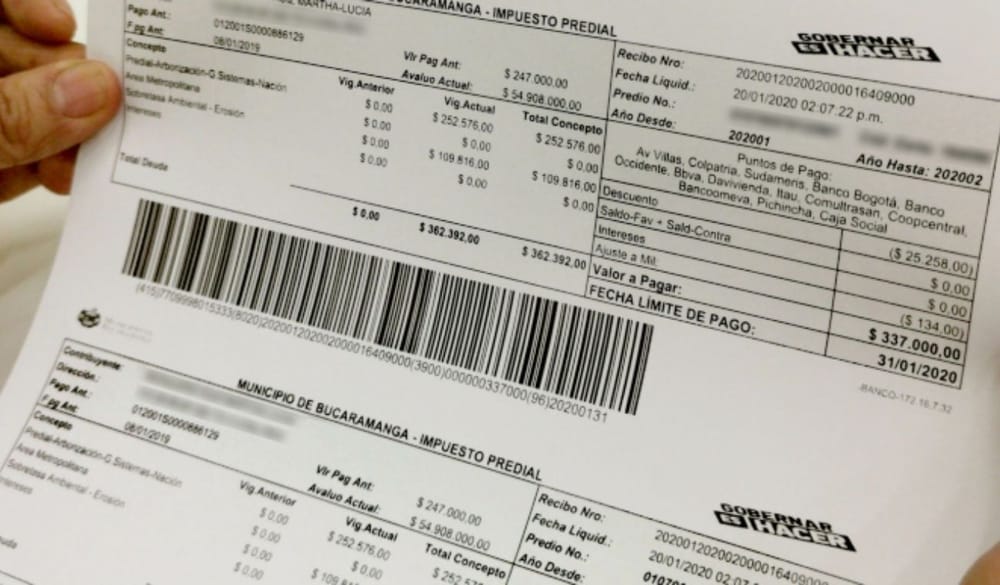 MARTHA-LUCIA
BUCARAMANGA - IMPUESTO PREDIAL
Pago Ant.: 012001S0000886129
F.pg Ant: 08/01/2019
Vlr Pag Ant: $ 247.000,00
Avaluo Actual: $ 54.908.000,00
Concepto Vig.Anterior Vig.Actual Total Concepto
Predial-Arborización-G.Sistemas-Nación $ 0,00 $ 252.576,00 $ 252.576,00
Area Metropolitana $ 0,00 $ 0,00 $ 0,00
Sobretasa Ambiental - Erosión $ 0,00 $ 109.816,00 $ 109.816,00
Intereses $ 0,00 $ 0,00 $ 0,00
Total Deuda $ 0,00 $ 362.392,00 $ 362.392,00
GOBERNAR
ES HACER
Recibo Nro: 2020012020020000016409000
Fecha Liquid.: 20/01/2020 02:07:22 p.m.
Predio No.:
Año Desde: 202001 Año Hasta: 202002
Puntos de Pago:
Av Villas, Colpatria, Sudameris, Banco Bogotá, Banco
Occidente, Bbva, Davivienda, Itau, Comultrasan, Coopcentral,
Bancoomeva, Pichincha, Caja Social
Descuento ($ 25.258,00)
Saldo-Fav + Sald-Contra $ 0,00
Intereses $ 0,00
Ajuste a Mil: ($ 134,00)
Valor a Pagar: $ 337.000,00
FECHA LÍMITE DE PAGO: 31/01/2020
(415)7709998015333(8020)2020012020020000016409000(3900)000000337000(96)20200131
-BANCO-172.16.7.32
MUNICIPIO DE BUCARAMANGA - IMPUESTO PREDIAL
Contribuyente:
Dirección:
Pago Ant.: 012001S0000886129
F.pg Ant: 08/01/2019
Vlr Pag Ant: $ 247.000,00
Avaluo Actual: $ 54.908.000,00
Concepto Vig.Anterior Vig.Actual Total Concepto
Predial-Arborización-G.Sistemas-Nación $ 0,00 $ 252.576,00
Area Metropolitana $ 0,00
Sobretasa Ambiental - Erosión $ 0,00
Intereses $ 0,00
GOBERNAR
ES HACER
Recibo Nro:
Fecha Liquid.: 20/01/2020
Predio No.:
Año Desde: